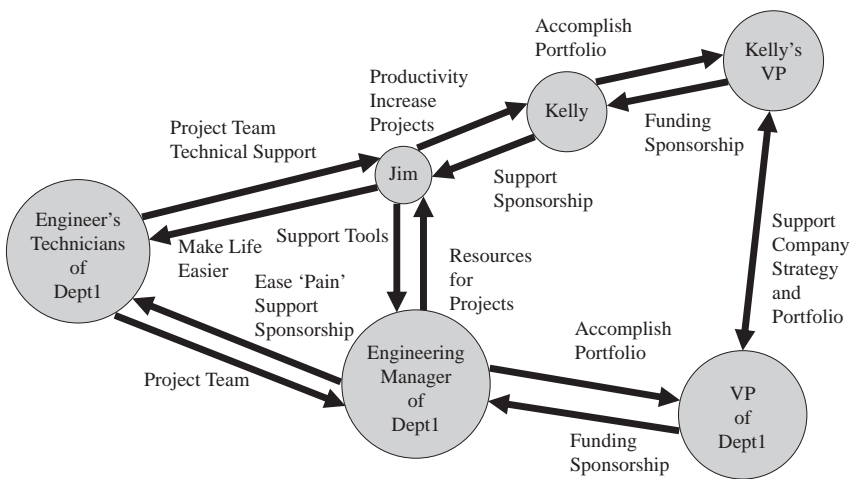 Accomplish
Portfolio
Kelly's
VP
Productivity
Increase
Projects
Kelly
Funding
Sponsorship
Project Team
Technical Support
Jim
Support
Sponsorship
Engineer's
Technicians
of
Dept1
Make Life
Easier
Support Tools
Resources
for
Projects
Support
Company
Strategy
and
Portfolio
Ease ‘Pain’
Support
Sponsorship
Project Team
Engineering
Manager
of
Dept1
Accomplish
Portfolio
VP
of
Dept1
Funding
Sponsorship